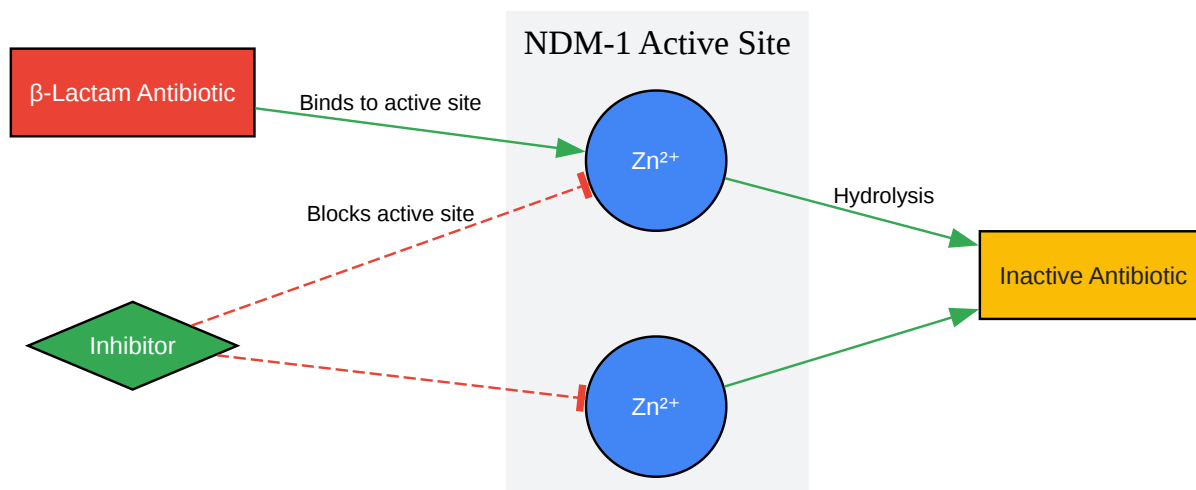 NDM-1 Active Site
β-Lactam Antibiotic
Binds to active site
Zn²⁺
Blocks active site
Hydrolysis
Inactive Antibiotic
Inhibitor
Zn²⁺